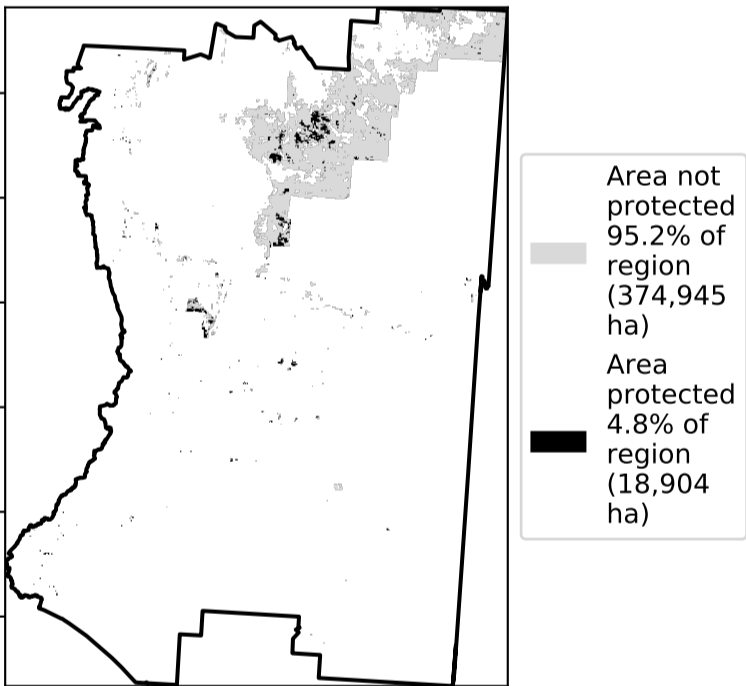 Area not
protected
95.2% of
region
(374,945
ha)
Area
protected
4.8% of
region
(18,904
ha)